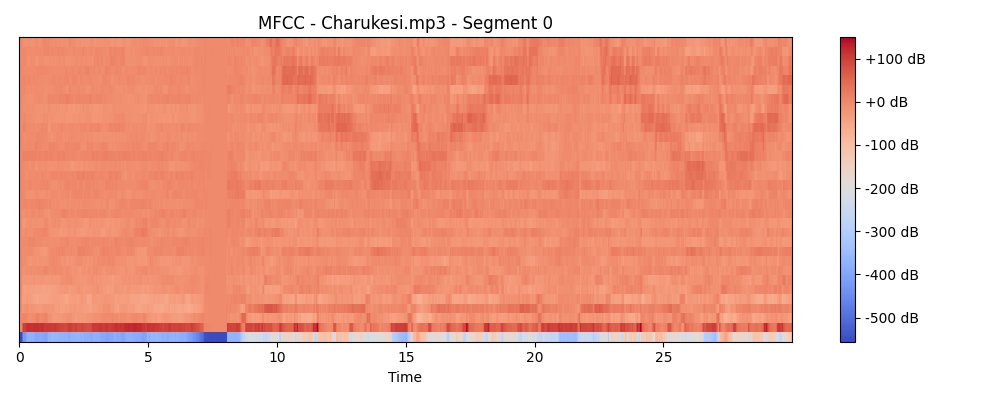 MFCC - Charukesi.mp3 - Segment 0
+100 dB
+0 dB
-100 dB
-200 dB
-300 dB
-400 dB
-500 dB
0 5 10 15 20 25
Time